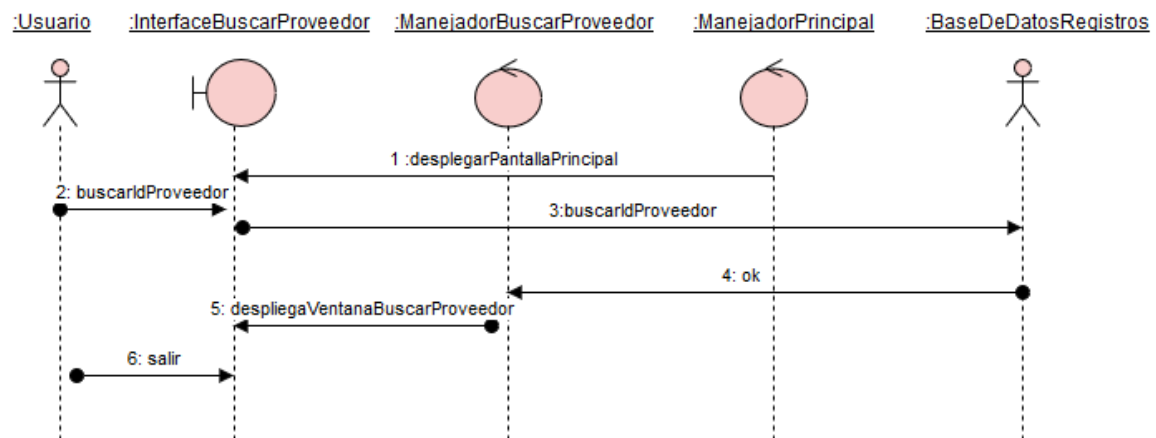 :Usuario
:InterfaceBuscarProveedor
:ManejadorBuscarProveedor
:ManejadorPrincipal
:BaseDeDatosRegistros
1 :desplegarPantallaPrincipal
2: buscarIdProveedor
3:buscarIdProveedor
4: ok
5: despliegaVentanaBuscarProveedor
6: salir